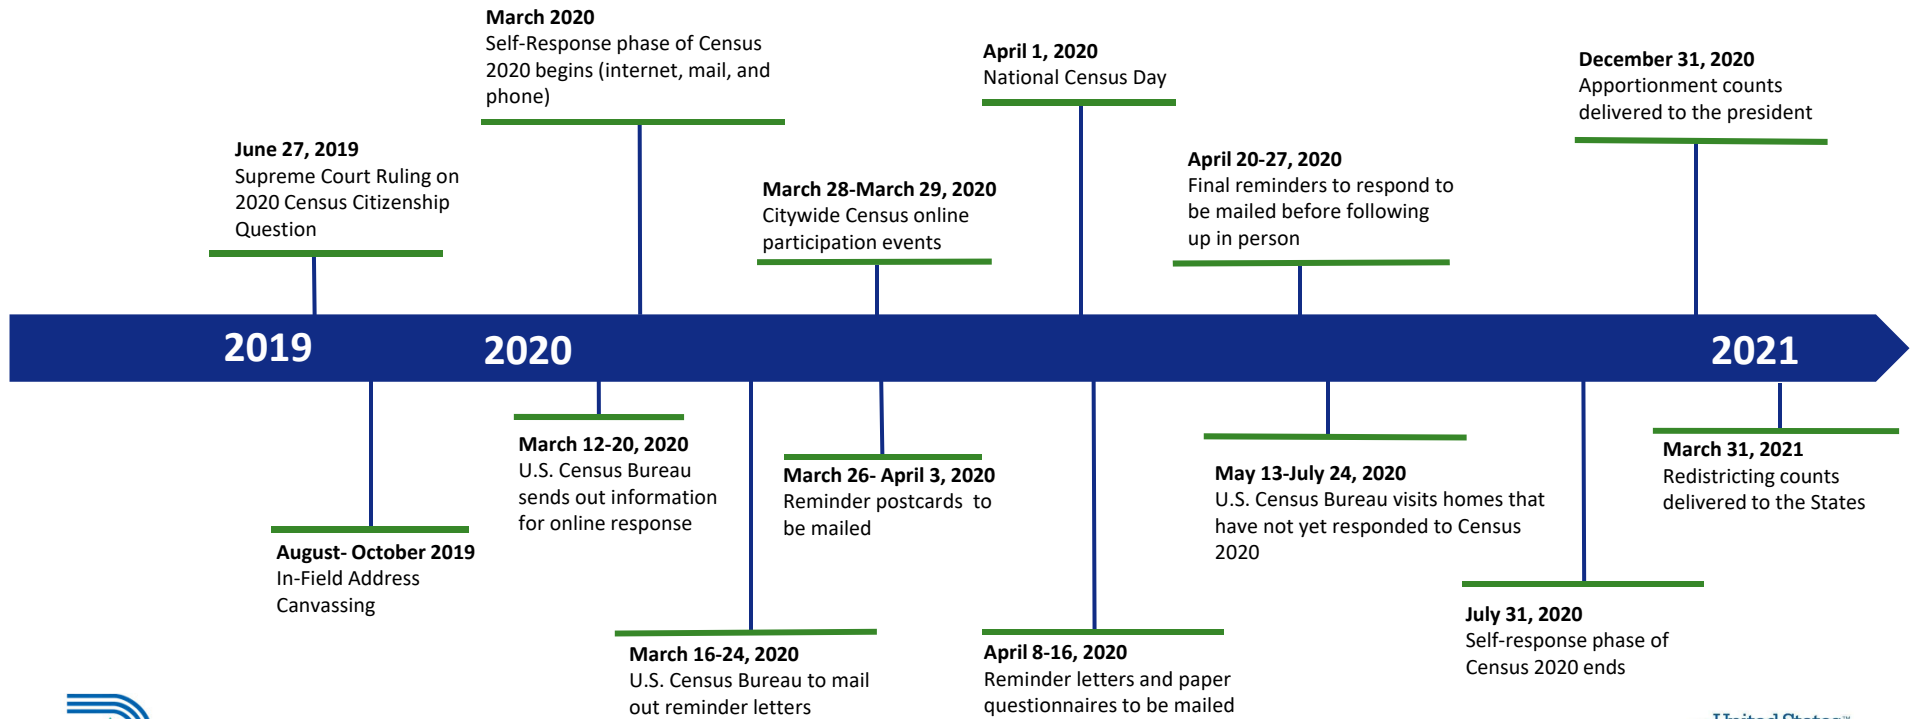 March 2020
Self-Response phase of Census
2020 begins (internet, mail, and
phone)
April 1, 2020
National Census Day
December 31, 2020
Apportionment counts
delivered to the president
June 27, 2019
Supreme Court Ruling on
2020 Census Citizenship
Question
March 28-March 29, 2020
Citywide Census online
participation events
April 20-27, 2020
Final reminders to respond to
be mailed before following
up in person
2019
2020
2021
March 12-20, 2020
U.S. Census Bureau
sends out information
for online response
March 26- April 3, 2020
Reminder postcards  to
be mailed
May 13-July 24, 2020
U.S. Census Bureau visits homes that
have not yet responded to Census
2020
March 31, 2021
Redistricting counts
delivered to the States
August- October 2019
In-Field Address
Canvassing
July 31, 2020
Self-response phase of
Census 2020 ends
March 16-24, 2020
U.S. Census Bureau to mail
out reminder letters
April 8-16, 2020
Reminder letters and paper
questionnaires to be mailed
United States™